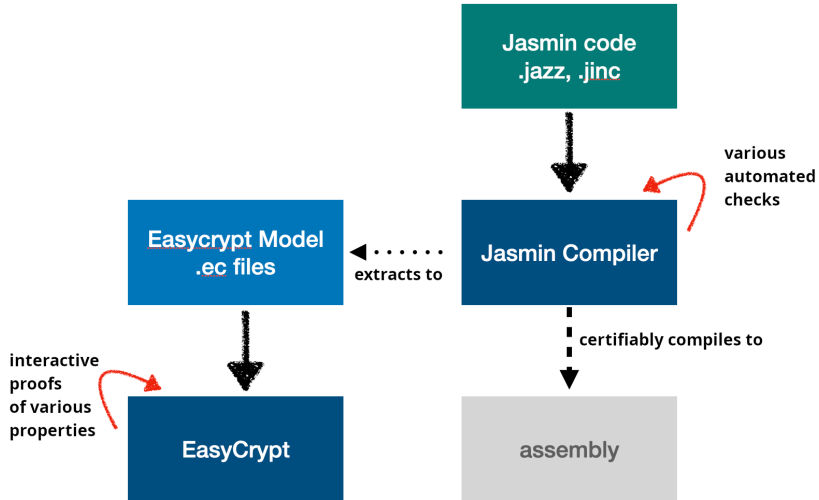 Jasmin code
.jazz, .jinc
various
automated
checks
Easycrypt Model
.ec files
extracts to
Jasmin Compiler
certifiably compiles to
interactive
proofs
of various
properties
EasyCrypt
assembly